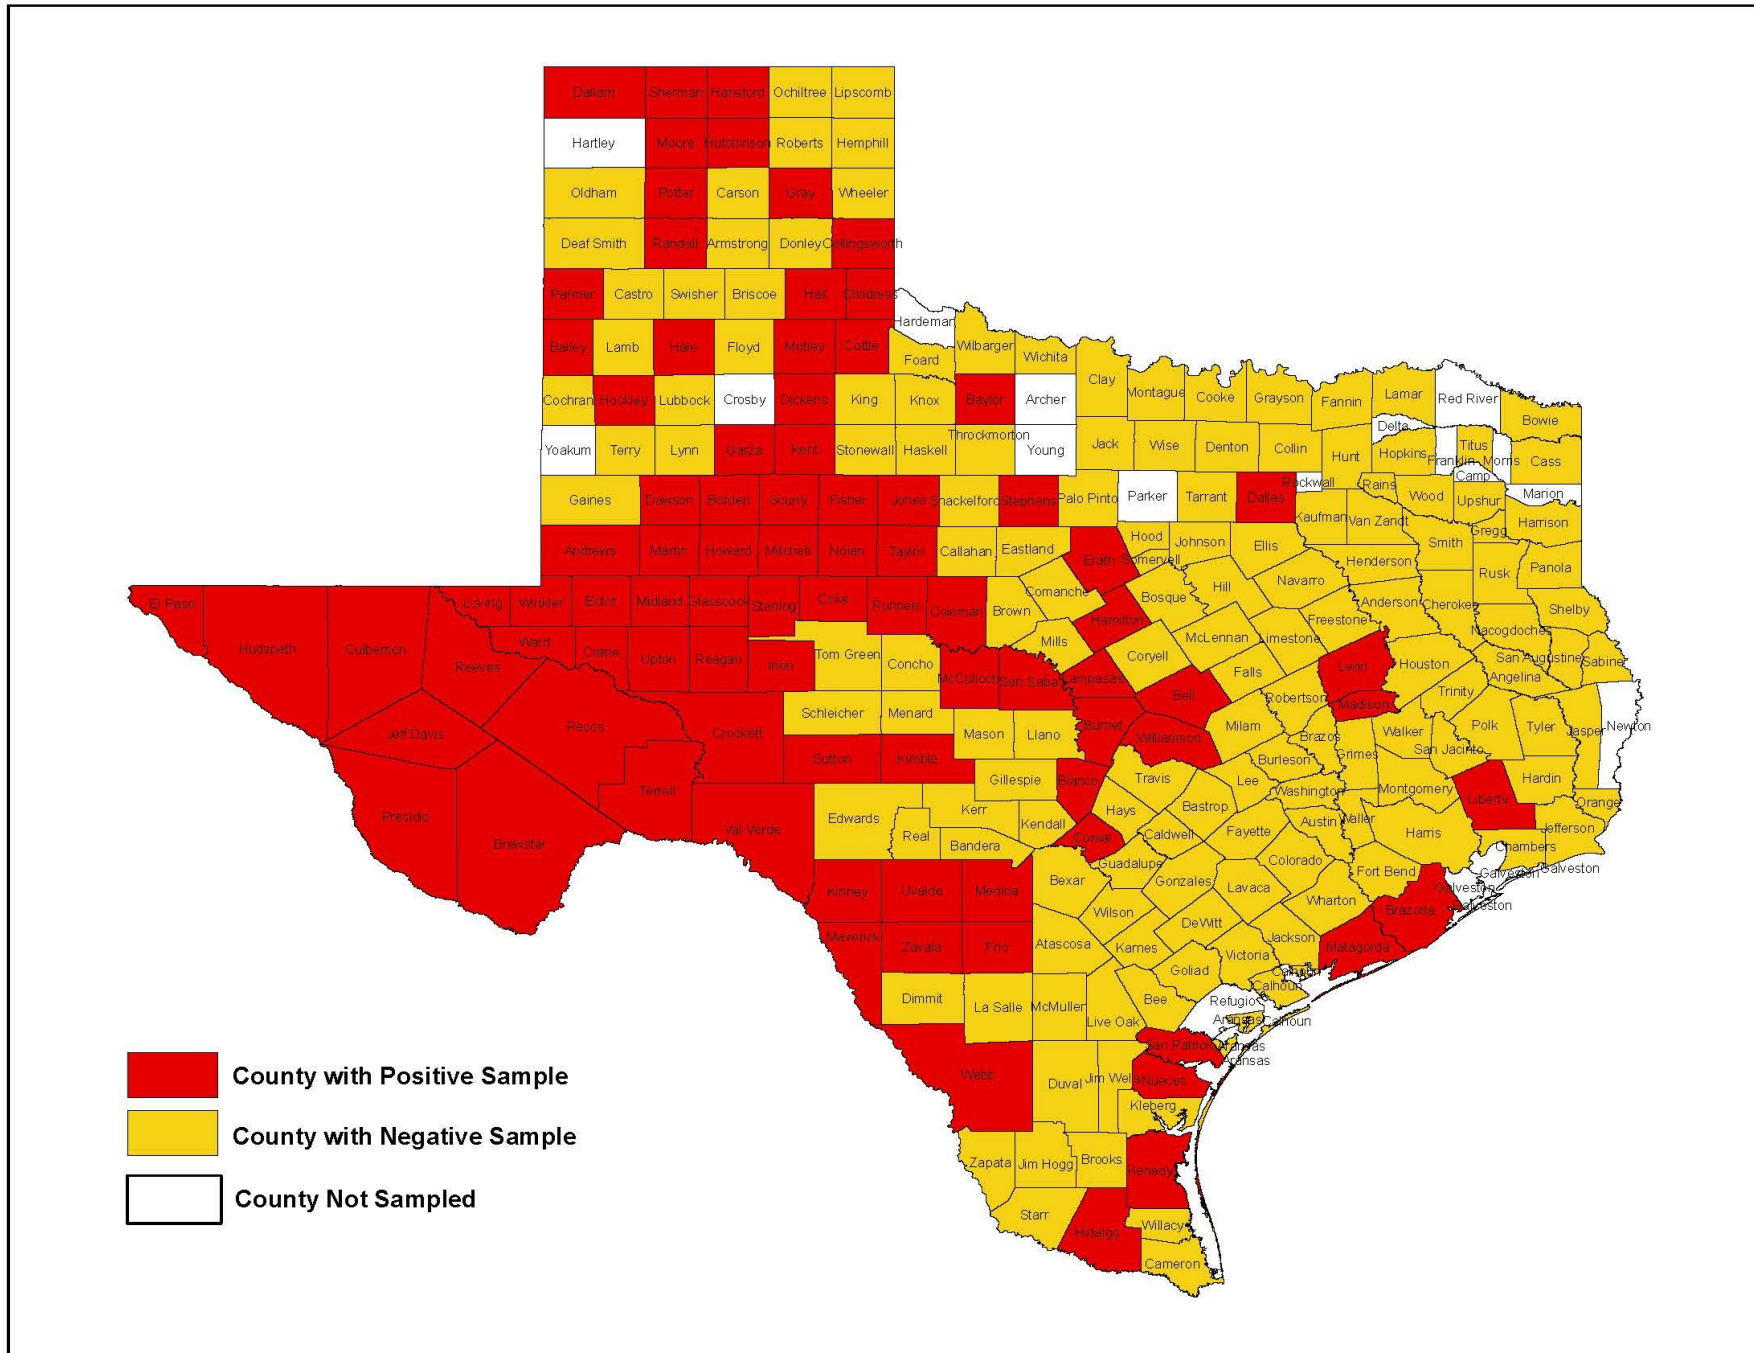 Dallam Sherman Hansford Ochiltree Lipscomb
Hartley Moore Hutchinson Roberts Hemphill
Oldham Potter Carson Gray Wheeler
Deaf Smith Randall Armstrong Donley Collingsworth
Parmer Castro Swisher Briscoe Hall Childress
Hardeman
Bailey Lamb Hale Floyd Motley Cottle Foard Wilbarger Wichita
Cochran Hockley Lubbock Crosby Dickens King Knox Baylor Archer Clay Montague Cooke Grayson Fannin Lamar Red River Bowie
Delta
Yoakum Terry Lynn Garza Kent Stonewall Haskell Throckmorton Young Jack Wise Denton Collin Hunt Hopkins Franklin Titus Morris Cass
Camp
Gaines Dawson Borden Scurry Fisher Jones Shackelford Stephens Palo Pinto Parker Tarrant Dallas Rockwall Rains Wood Upshur Marion
Kaufman Van Zandt Gregg Harrison
Andrews Martin Howard Mitchell Nolan Taylor Callahan Eastland Erath Hood Somervell Johnson Ellis Henderson Smith Rusk Panola
El Paso Loving Winkler Ector Midland Glasscock Sterling Coke Runnels Coleman Brown Comanche Bosque Hill Navarro Anderson Cherokee Shelby
Hamilton Freestone Nacogdoches
Hudspeth Culberson Reeves Ward Crane Upton Reagan Irion Tom Green Concho Mills Coryell McLennan Limestone Leon Houston San Augustine Sabine
McCulloch San Saba Lampasas Bell Falls Angelina
Jeff Davis Pecos Crockett Schleicher Menard Robertson Madison Trinity
Mason Llano Burnet Williamson Milam Brazos Walker San Jacinto Polk Tyler Jasper Newton
Presidio Brewster Terrell Sutton Kimble Gillespie Blanco Travis Lee Burleson Grimes Hardin
Val Verde Edwards Kerr Kendall Hays Bastrop Washington Montgomery Liberty Orange
Real Bandera Comal Caldwell Fayette Austin Waller Harris Jefferson
Chambers
Kinney Uvalde Medina Bexar Guadalupe Gonzales Lavaca Colorado Fort Bend Galveston Galveston
Galveston
Galveston
Wilson Wharton Brazoria
Maverick Zavala Frio Atascosa Karnes DeWitt Victoria Jackson Matagorda
Goliad Calhoun
Dimmit La Salle McMullen Live Oak Bee Refugio Calhoun
Aransas Calhoun
San Patricio Aransas
Aransas
Webb Duval Jim Wells Nueces
Kleberg
Zapata Jim Hogg Brooks Kenedy
Starr Hidalgo Willacy
Cameron
County with Positive Sample
County with Negative Sample
County Not Sampled